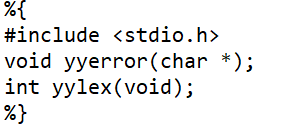 %{
#include <stdio.h>
void yyerror(char *);
int yylex(void);
%}